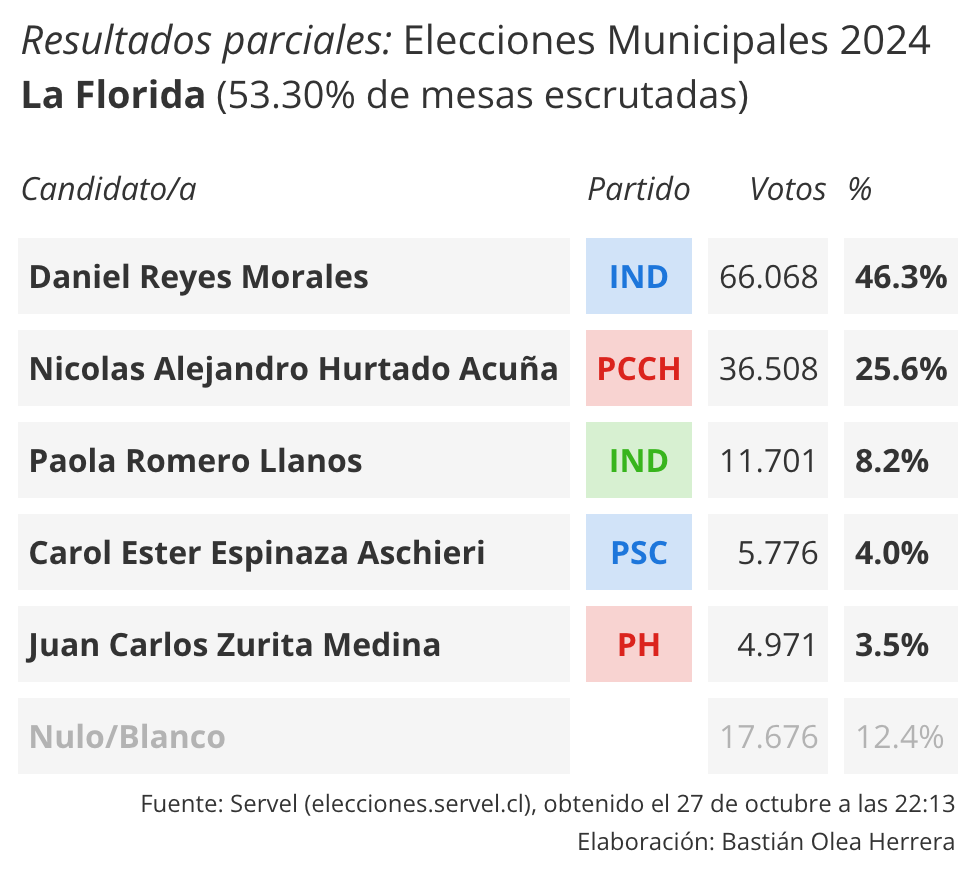 Resultados parciales: Elecciones Municipales 2024
La Florida (53.30% de mesas escrutadas)
Candidato/a Partido Votos %
Daniel Reyes Morales IND 66.068 46.3%
Nicolas Alejandro Hurtado Acuña PCCH 36.508 25.6%
Paola Romero Llanos IND 11.701 8.2%
Carol Ester Espinaza Aschieri PSC 5.776 4.0%
Juan Carlos Zurita Medina PH 4.971 3.5%
Nulo/Blanco 17.676 12.4%
Fuente: Servel (elecciones.servel.cl), obtenido el 27 de octubre a las 22:13
Elaboración: Bastián Olea Herrera